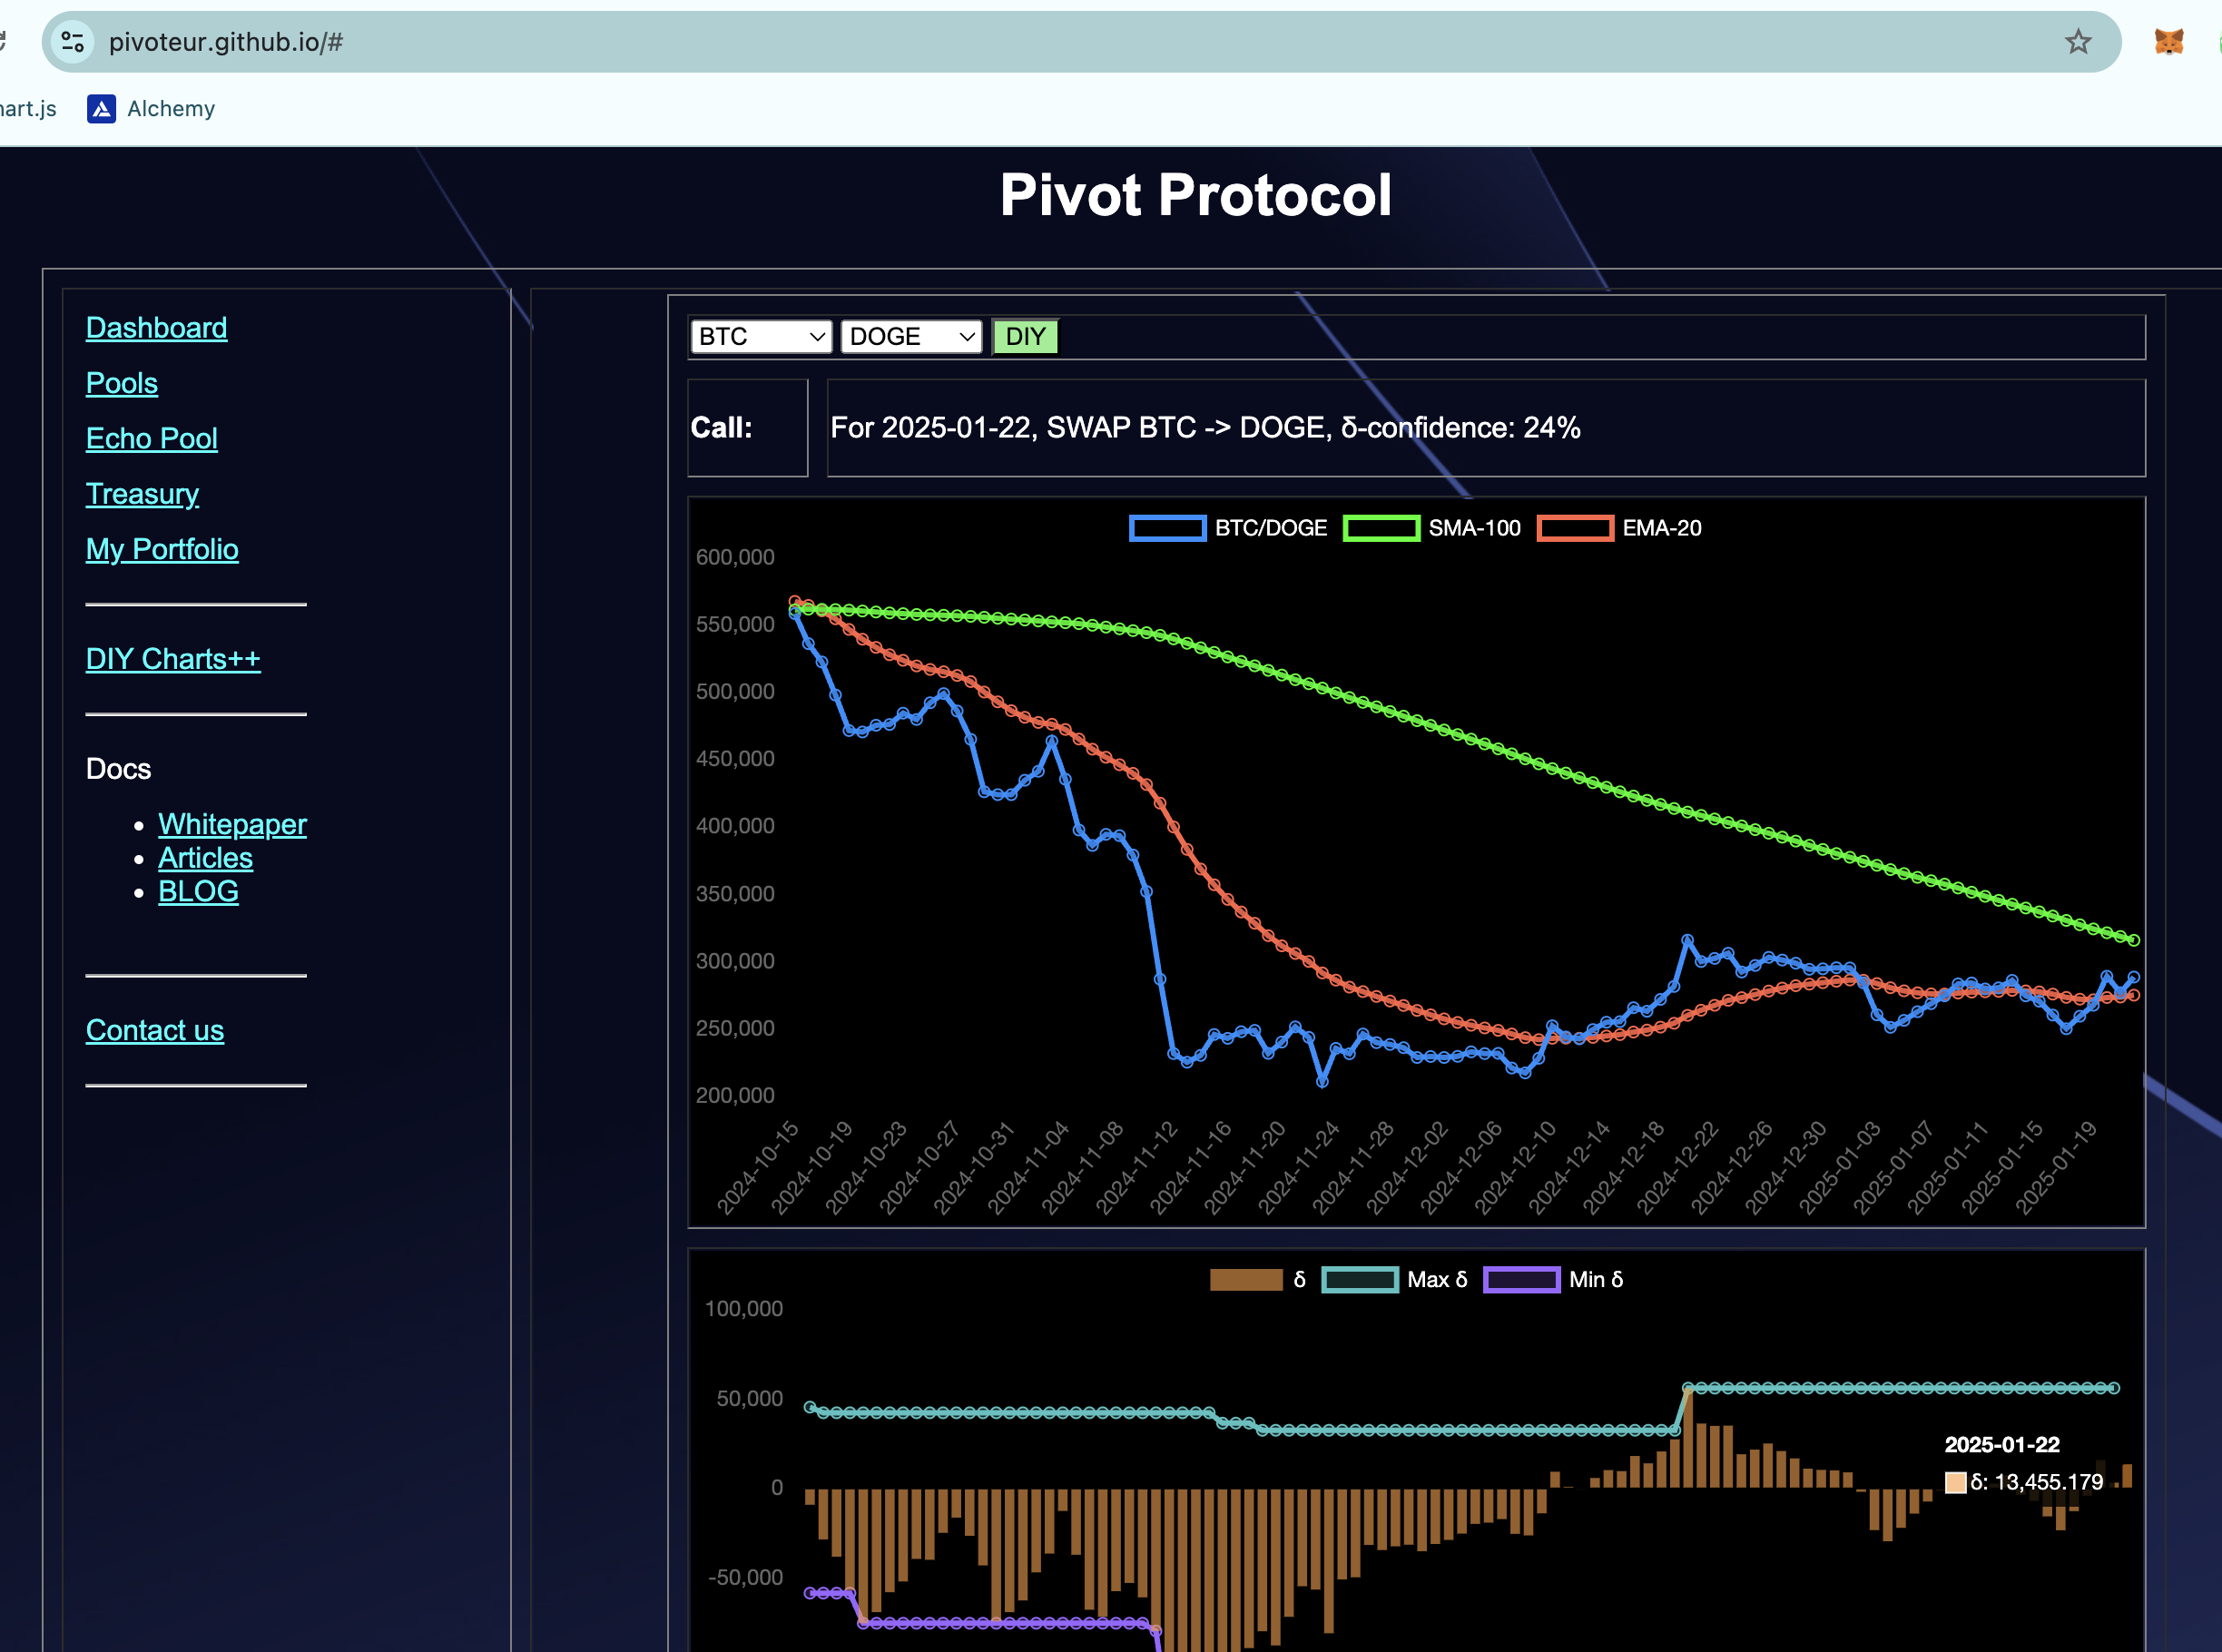 pivoteur.github.io/#
hart.js Alchemy
Pivot Protocol
Dashboard
Pools
Echo Pool
Treasury
My Portfolio
DIY Charts++
Docs
Whitepaper
Articles
BLOG
Contact us
BTC DOGE DIY
Call: For 2025-01-22, SWAP BTC -> DOGE, δ-confidence: 24%
BTC/DOGE SMA-100 EMA-20
600,000
550,000
500,000
450,000
400,000
350,000
300,000
250,000
200,000
2024-10-15
2024-10-19
2024-10-23
2024-10-27
2024-10-31
2024-11-04
2024-11-08
2024-11-12
2024-11-16
2024-11-20
2024-11-24
2024-11-28
2024-12-02
2024-12-06
2024-12-10
2024-12-14
2024-12-18
2024-12-22
2024-12-26
2024-12-30
2025-01-03
2025-01-07
2025-01-11
2025-01-15
2025-01-19
δ Max δ Min δ
100,000
50,000
0
-50,000
2025-01-22
δ: 13,455.179